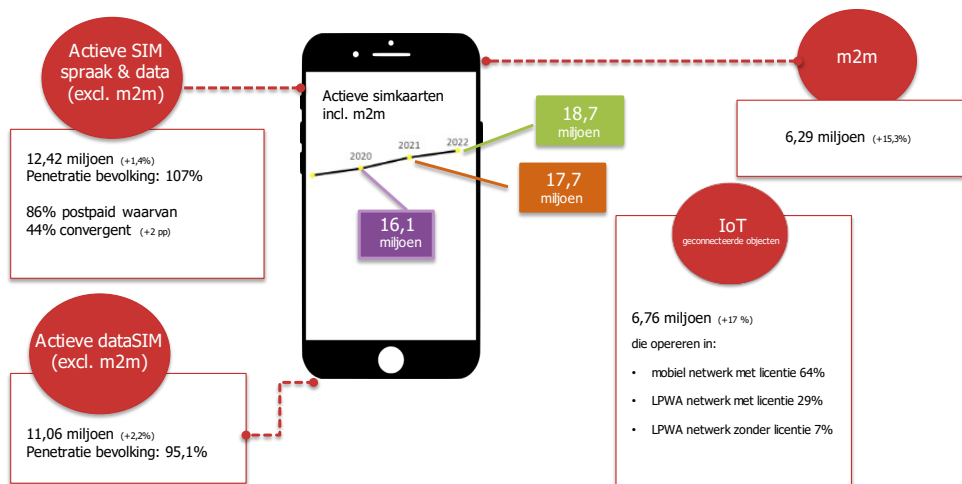 Actieve SIM
spraak & data
(excl. m2m)
12,42 miljoen (+1,4%)
Penetratie bevolking: 107%
86% postpaid waarvan
44% convergent (+2 pp)
Actieve dataSIM
(excl. m2m)
11,06 miljoen (+2,2%)
Penetratie bevolking: 95,1%
Actieve simkaarten
incl. m2m
2020
2021
2022
16,1
miljoen
17,7
miljoen
18,7
miljoen
m2m
6,29 miljoen (+15,3%)
IoT
geconnecteerde objecten
6,76 miljoen (+17 %)
die opereren in:
• mobiel netwerk met licentie 64%
• LPWA netwerk met licentie 29%
• LPWA netwerk zonder licentie 7%